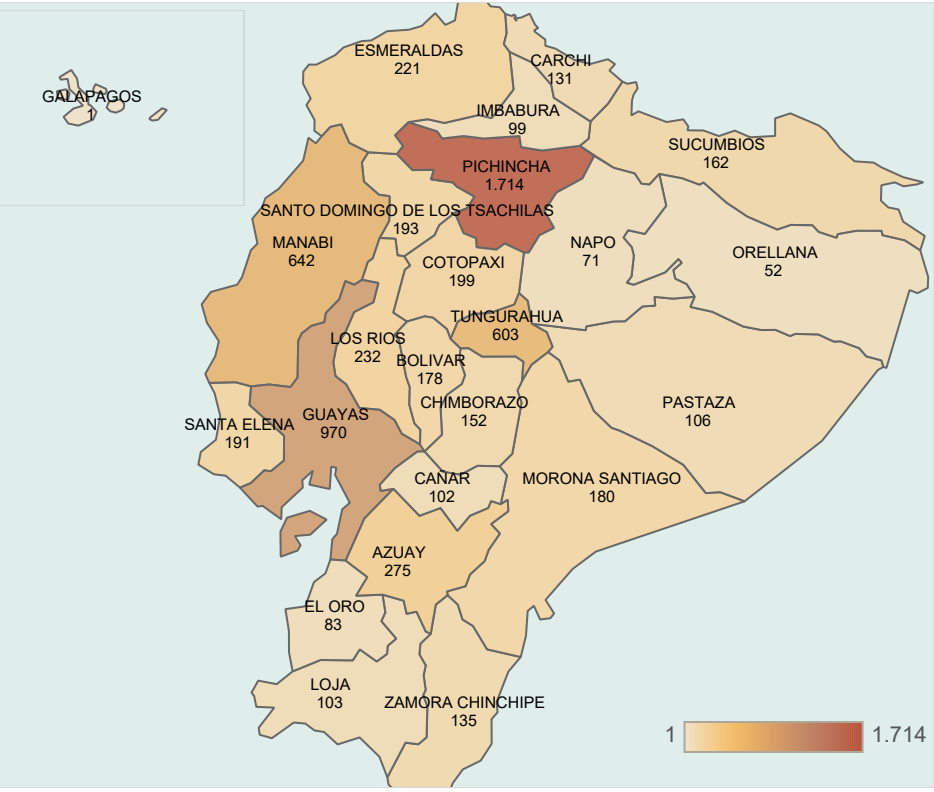 ESMERALDAS
221
CARCHI
131
GALAPAGOS
1
IMBABURA
99
SUCUMBIOS
162
PICHINCHA
1.714
SANTO DOMINGO DE LOS TSACHILAS
193
MANABI
642
NAPO
71
ORELLANA
52
COTOPAXI
199
TUNGURAHUA
603
LOS RIOS
232
BOLIVAR
178
CHIMBORAZO
152
PASTAZA
106
GUAYAS
970
SANTA ELENA
191
CAÑAR
102
MORONA SANTIAGO
180
AZUAY
275
EL ORO
83
LOJA
103
ZAMORA CHINCHIPE
135
1 1.714